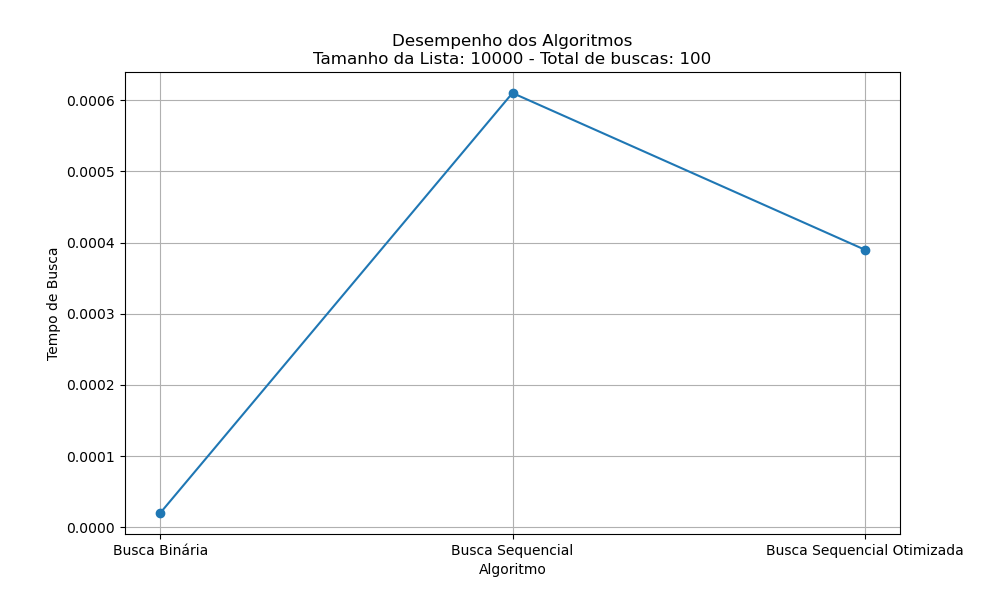 Desempenho dos Algoritmos
Tamanho da Lista: 10000 - Total de buscas: 100
0.0006
0.0005
0.0004
0.0003
0.0002
0.0001
0.0000
Tempo de Busca
Busca Binária
Busca Sequencial
Busca Sequencial Otimizada
Algoritmo